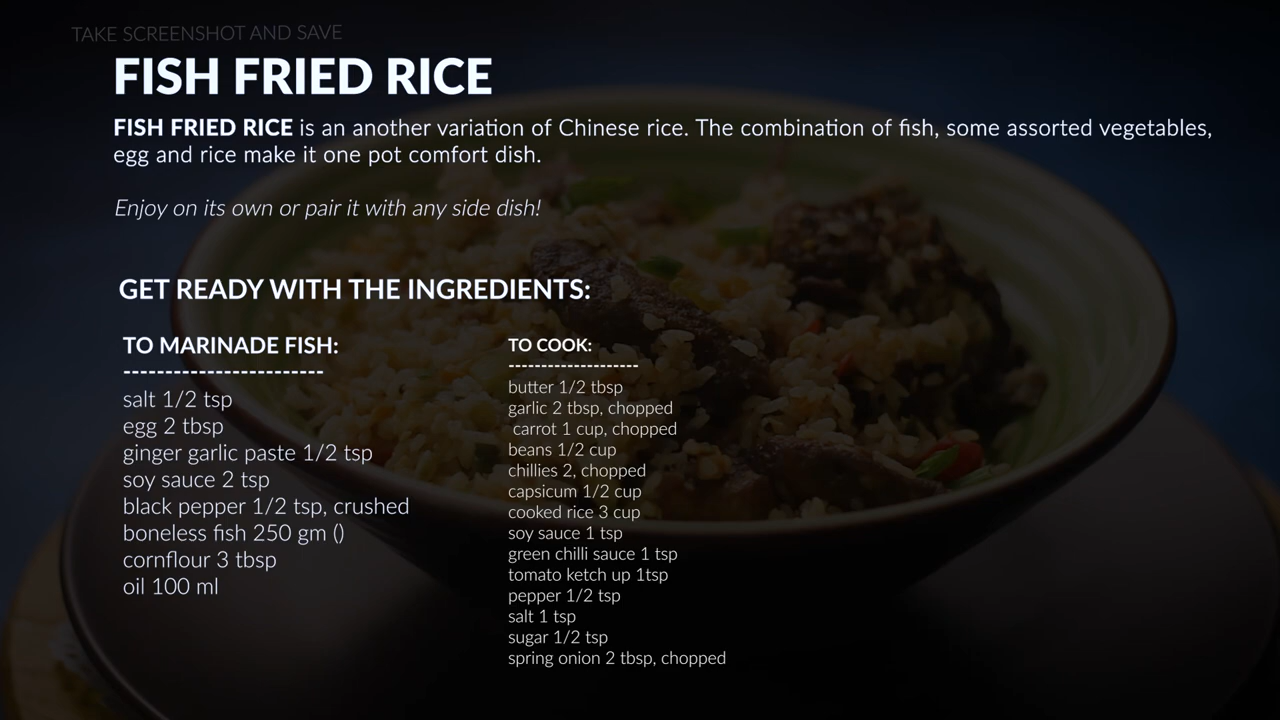 TAKE SCREENSHOT AND SAVE
FISH FRIED RICE
FISH FRIED RICE is an another variation of Chinese rice. The combination of fish, some assorted vegetables,
egg and rice make it one pot comfort dish.
Enjoy on its own or pair it with any side dish!
GET READY WITH THE INGREDIENTS:
TO MARINADE FISH:
------------------------
salt 1/2 tsp
egg 2 tbsp
ginger garlic paste 1/2 tsp
soy sauce 2 tsp
black pepper 1/2 tsp, crushed
boneless fish 250 gm ()
cornflour 3 tbsp
oil 100 ml
TO COOK:
--------------------
butter 1/2 tbsp
garlic 2 tbsp, chopped
carrot 1 cup, chopped
beans 1/2 cup
chillies 2, chopped
capsicum 1/2 cup
cooked rice 3 cup
soy sauce 1 tsp
green chilli sauce 1 tsp
tomato ketch up 1tsp
pepper 1/2 tsp
salt 1 tsp
sugar 1/2 tsp
spring onion 2 tbsp, chopped